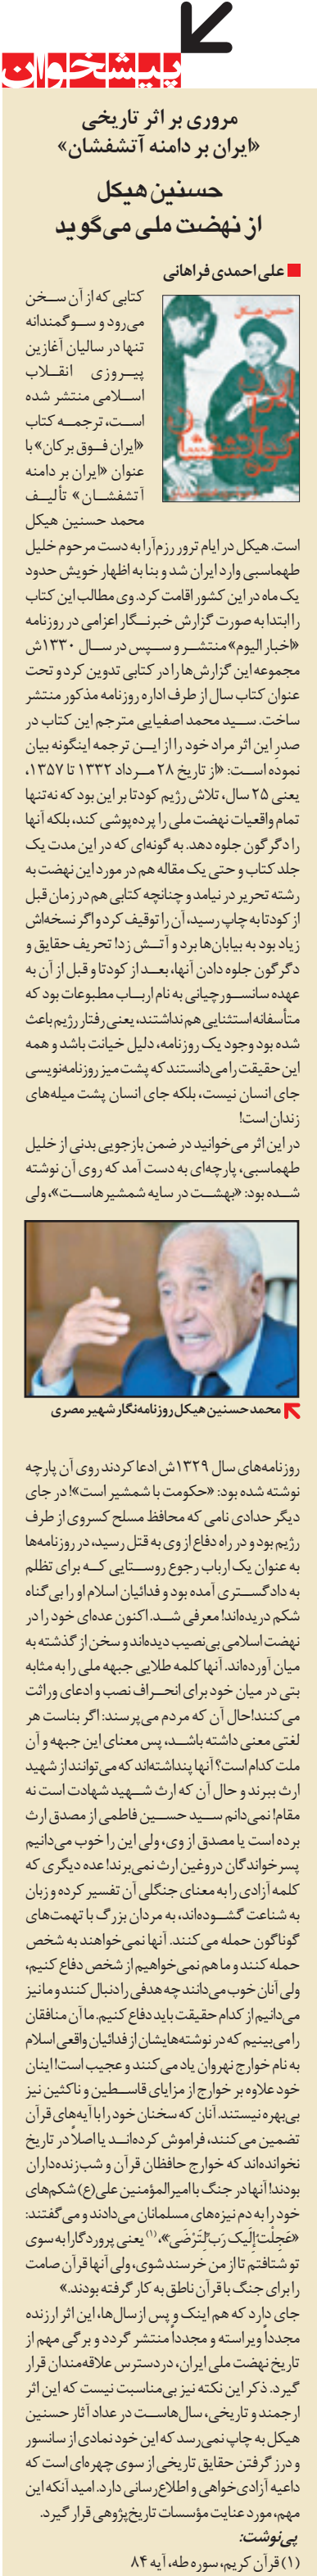 پیشخوان
مروری بر اثر تاریخی
«ایران بر دامنه آتشفشان»
حسنین هیکل
از نهضت ملی می‌گوید
علی احمدی فراهانی
کتابی که از آن سخن
می‌رود و سوگمندانه
تنها در سالیان آغازین
پیروزی انقلاب
اسلامی منتشر شده
است، ترجمه کتاب
«ایران فوق برکان» با
عنوان «ایران بر دامنه
آتشفشان» تألیف
محمد حسنین هیکل
است. هیکل در ایام ترور رزم‌آرا به دست مرحوم خلیل
طهماسبی وارد ایران شد و بنا به اظهار خویش حدود
یک ماه در این کشور اقامت کرد. وی مطالب این کتاب
را ابتدا به صورت گزارش خبرنگار اعزامی در روزنامه
«اخبار الیوم» منتشر و سپس در سال ۱۳۳۰ش
مجموعه این گزارش‌ها را در کتابی تدوین کرد و تحت
عنوان کتاب سال از طرف اداره روزنامه مذکور منتشر
ساخت. سید محمد اصفیایی مترجم این کتاب در
صدر این اثر مراد خود را از این ترجمه اینگونه بیان
نموده است: «از تاریخ ۲۸ مرداد ۱۳۳۲ تا ۱۳۵۷،
یعنی ۲۵ سال، تلاش رژیم کودتا بر این بود که نه‌تنها
تمام واقعیات نهضت ملی را پرده‌پوشی کند، بلکه آنها
را دگرگون جلوه دهد. به گونه‌ای که در این مدت یک
جلد کتاب و حتی یک مقاله هم در مورد این نهضت به
رشته تحریر در نیامد و چنانچه کتابی هم در زمان قبل
از کودتا به چاپ رسید، آن را توقیف کرد و اگر نسخه‌اش
زیاد بود به بیابان‌ها برد و آتش زد! تحریف حقایق و
دگرگون جلوه دادن آنها، بعد از کودتا و قبل از آن به
عهده سانسورچیانی به نام ارباب مطبوعات بود که
متأسفانه استثنایی هم نداشتند، یعنی رفتار رژیم باعث
شده بود وجود یک روزنامه، دلیل خیانت باشد و همه
این حقیقت را می‌دانستند که پشت میز روزنامه‌نویسی
جای انسان نیست، بلکه جای انسان پشت میله‌های
زندان است!
در این اثر می‌خوانید در ضمن بازجویی بدنی از خلیل
طهماسبی، پارچه‌ای به دست آمد که روی آن نوشته
شده بود: «بهشت در سایه شمشیرهاست»، ولی
محمد حسنین هیکل روزنامه‌نگار شهیر مصری
روزنامه‌های سال ۱۳۲۹ش ادعا کردند روی آن پارچه
نوشته شده بود: «حکومت با شمشیر است»! در جای
دیگر حدادی نامی که محافظ مسلح کسروی از طرف
رژیم بود و در راه دفاع از وی به قتل رسید، در روزنامه‌ها
به عنوان یک ارباب رجوع روستایی که برای تظلم
به دادگستری آمده بود و فدائیان اسلام او را بی‌گناه
شکم دریده‌اند! معرفی شد. اکنون عده‌ای خود را در
نهضت اسلامی بی‌نصیب دیده‌اند و سخن از گذشته به
میان آورده‌اند. آنها کلمه طلایی جبهه ملی را به مثابه
بتی در میان خود برای انحراف نصب و ادعای وراثت
می‌کنند! حال آن که مردم می‌پرسند: اگر بناست هر
لغتی معنی داشته باشد، پس معنای این جبهه و آن
ملت کدام است؟ آنها پنداشته‌اند که می‌توانند از شهید
ارث ببرند و حال آن که ارث شهید شهادت است نه
مقام! نمی‌دانم سید حسین فاطمی از مصدق ارث
برده است یا مصدق از وی، ولی این را خوب می‌دانیم
پسرخواندگان دروغین ارث نمی‌برند! عده دیگری که
کلمه آزادی را به معنای جنگلی آن تفسیر کرده و زبان
به شناعت گشوده‌اند، به مردان بزرگ با تهمت‌های
گوناگون حمله می‌کنند. آنها نمی‌خواهند به شخص
حمله کنند و ما هم نمی‌خواهیم از شخص دفاع کنیم،
ولی آنان خوب می‌دانند چه هدفی را دنبال کنند و ما نیز
می‌دانیم از کدام حقیقت باید دفاع کنیم. ما آن منافقان
را می‌بینیم که در نوشته‌هایشان از فدائیان واقعی اسلام
به نام خوارج نهروان یاد می‌کنند و عجیب است! اینان
خود علاوه بر خوارج از مزایای قاسطین و ناکثین نیز
بی‌بهره نیستند. آنان که سخنان خود را با آیه‌های قرآن
تضمین می‌کنند، فراموش کرده‌اند یا اصلاً در تاریخ
نخوانده‌اند که خوارج حافظان قرآن و شب‌زنده‌داران
بودند! آنها در جنگ با امیرالمؤمنین علی(ع) شکم‌های
خود را به دم نیزه‌های مسلمانان می‌دادند و می‌گفتند:
«عَجِلْتُ إِلَیک رَبِّ لِتَرْضَی»، (۱) یعنی پروردگارا به سوی
تو شتافتم تا از من خرسند شوی، ولی آنها قرآن صامت
را برای جنگ با قرآن ناطق به کار گرفته بودند.»
جای دارد که هم اینک و پس از سال‌ها، این اثر ارزنده
مجدداً ویراسته و مجدداً منتشر گردد و برگی مهم از
تاریخ نهضت ملی ایران، در دسترس علاقه‌مندان قرار
گیرد. ذکر این نکته نیز بی‌مناسبت نیست که این اثر
ارجمند و تاریخی، سال‌هاست در عداد آثار حسنین
هیکل به چاپ نمی‌رسد که این خود نمادی از سانسور
و درز گرفتن حقایق تاریخی از سوی چهره‌ای است که
داعیه آزادی‌خواهی و اطلاع‌رسانی دارد. امید آنکه این
مهم، مورد عنایت مؤسسات تاریخ‌پژوهی قرار گیرد.
پی‌نوشت:
(۱) قرآن کریم، سوره طه، آیه ۸۴